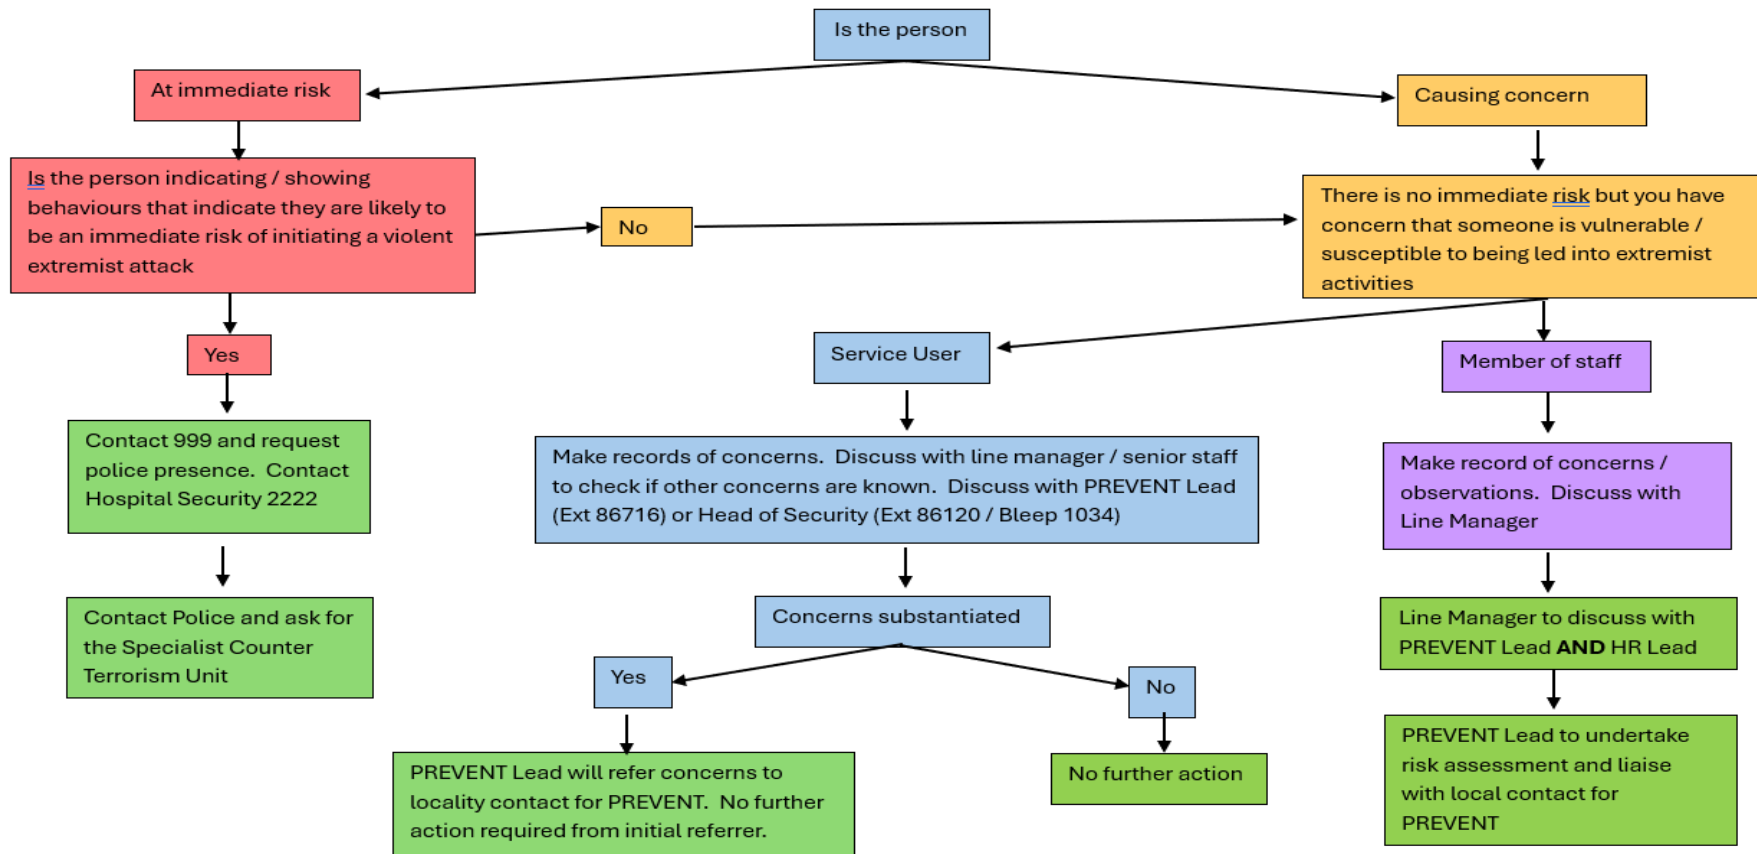 Is the person
At immediate risk
Causing concern
Is the person indicating / showing
behaviours that indicate they are likely to
be an immediate risk of initiating a violent
extremist attack
No
There is no immediate risk but you have
concern that someone is vulnerable /
susceptible to being led into extremist
activities
Yes
Service User
Member of staff
Contact 999 and request
police presence.  Contact
Hospital Security 2222
Make records of concerns.  Discuss with line manager / senior staff
to check if other concerns are known.  Discuss with PREVENT Lead
(Ext 86716) or Head of Security (Ext 86120 / Bleep 1034)
Make record of concerns /
observations.  Discuss with
Line Manager
Contact Police and ask for
the Specialist Counter
Terrorism Unit
Concerns substantiated
Line Manager to discuss with
PREVENT Lead AND HR Lead
Yes
No
PREVENT Lead will refer concerns to
locality contact for PREVENT.  No further
action required from initial referrer.
No further action
PREVENT Lead to undertake
risk assessment and liaise
with local contact for
PREVENT